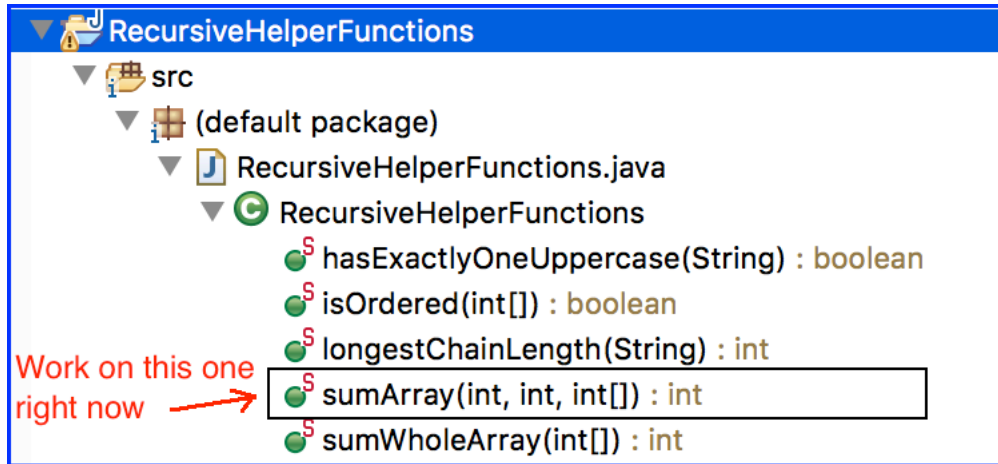 RecursiveHelperFunctions
src
(default package)
RecursiveHelperFunctions.java
RecursiveHelperFunctions
hasExactlyOneUppercase(String) : boolean
isOrdered(int[]) : boolean
longestChainLength(String) : int
Work on this one
right now
sumArray(int, int, int[]) : int
sumWholeArray(int[]) : int